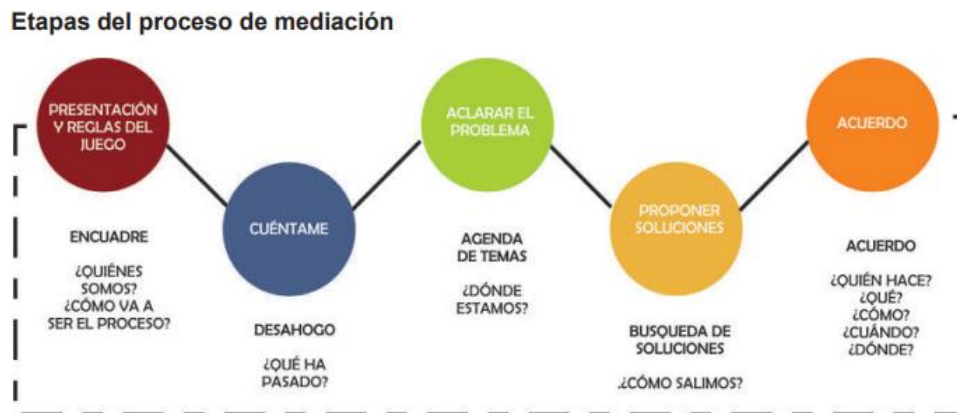 Etapas del proceso de mediación
PRESENTACIÓN
Y REGLAS DEL
JUEGO
ENCUADRE
¿QUIÉNES
SOMOS?
¿CÓMO VA A
SER EL PROCESO?
CUÉNTAME
DESAHOGO
¿QUÉ HA
PASADO?
ACLARAR EL
PROBLEMA
AGENDA
DE TEMAS
¿DÓNDE
ESTAMOS?
PROPONER
SOLUCIONES
BUSQUEDA DE
SOLUCIONES
.¿CÓMO SALIMOS?
ACUERDO
ACUERDO
¿QUIÉN HACE?
¿QUÉ?
¿CÓMO?
¿CUÁNDO?
¿DÓNDE?